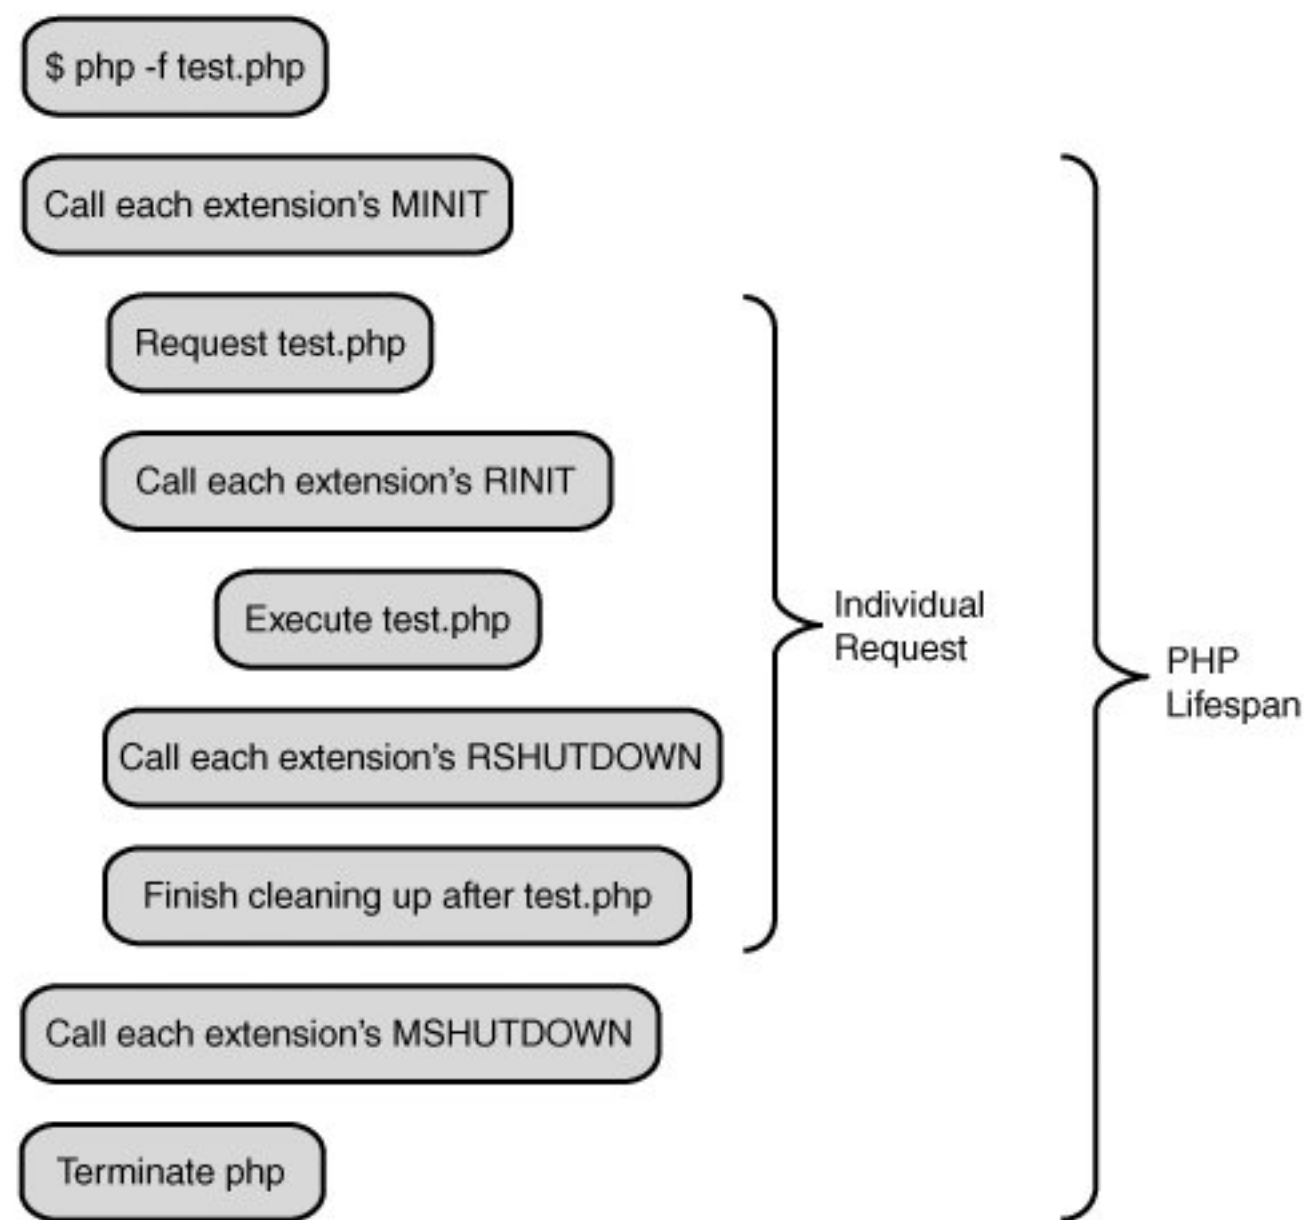 $ php -f test.php
Call each extension’s MINIT
Request test.php
Call each extension’s RINIT
Execute test.php
Individual
Request
PHP
Lifespan
Call each extension’s RSHUTDOWN
Finish cleaning up after test.php
Call each extension’s MSHUTDOWN
Terminate php